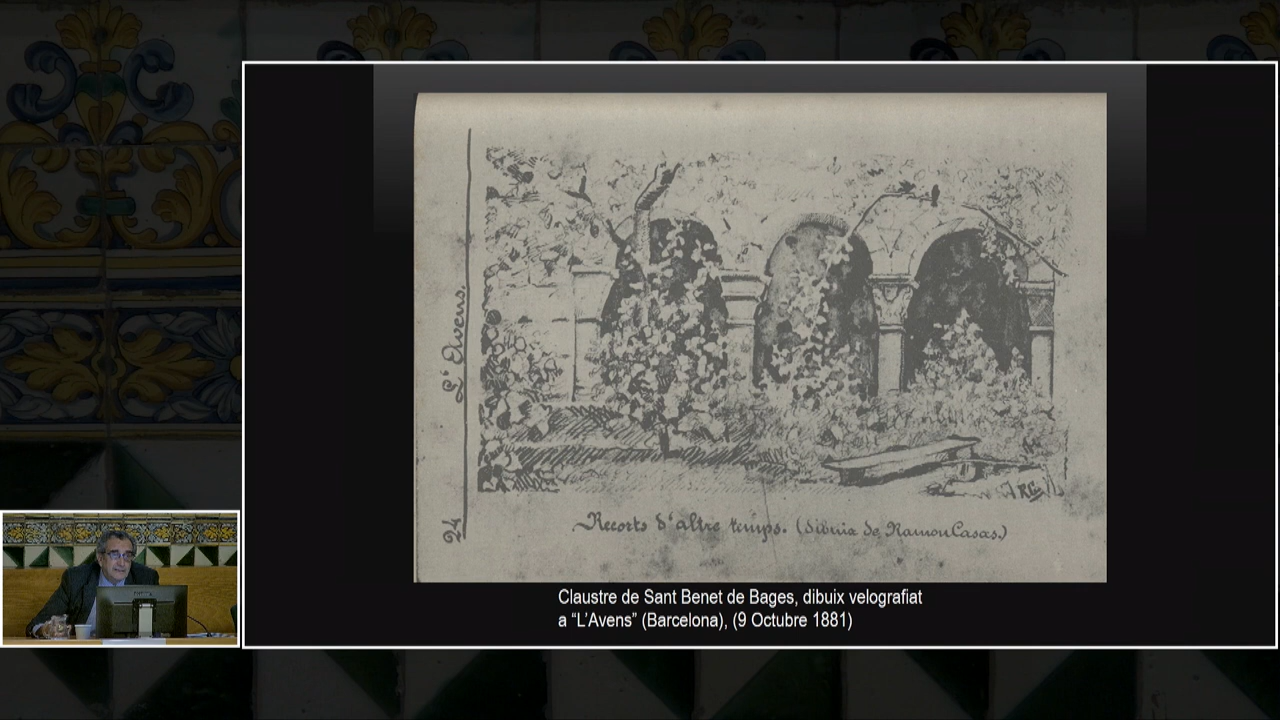 L'Avens.
24
Recorts d'altre temps. (dibuix de Ramon Casas.)
Claustre de Sant Benet de Bages, dibuix velografiat
a “L’Avens” (Barcelona), (9 Octubre 1881)